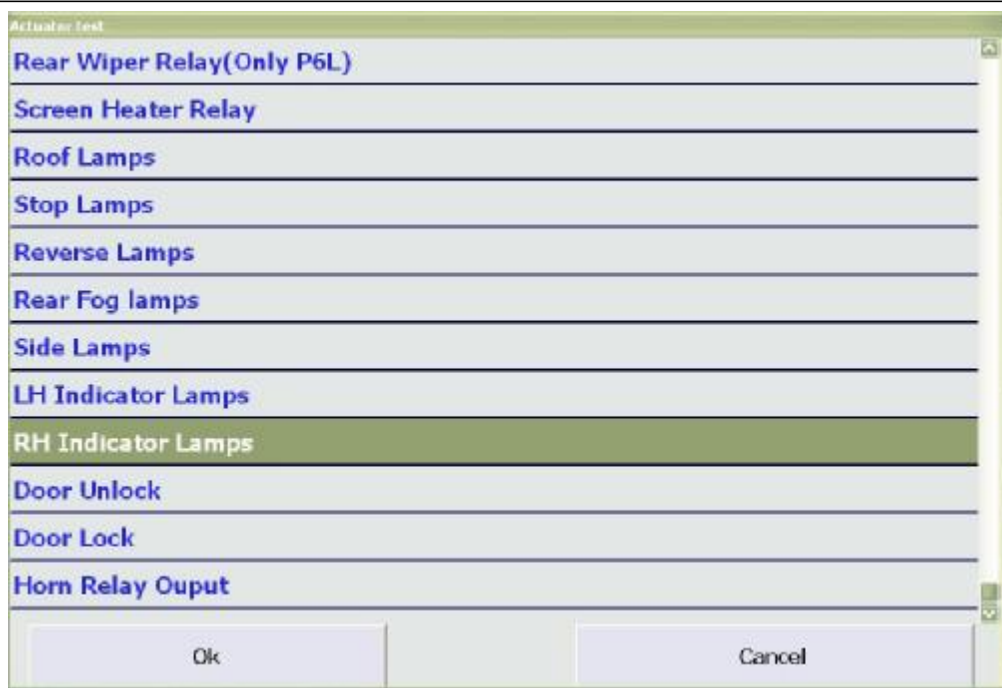 Actuator test
Rear Wiper Relay(Only P6L)
Screen Heater Relay
Roof Lamps
Stop Lamps
Reverse Lamps
Rear Fog lamps
Side Lamps
LH Indicator Lamps
RH Indicator Lamps
Door Unlock
Door Lock
Horn Relay Ouput
Ok Cancel